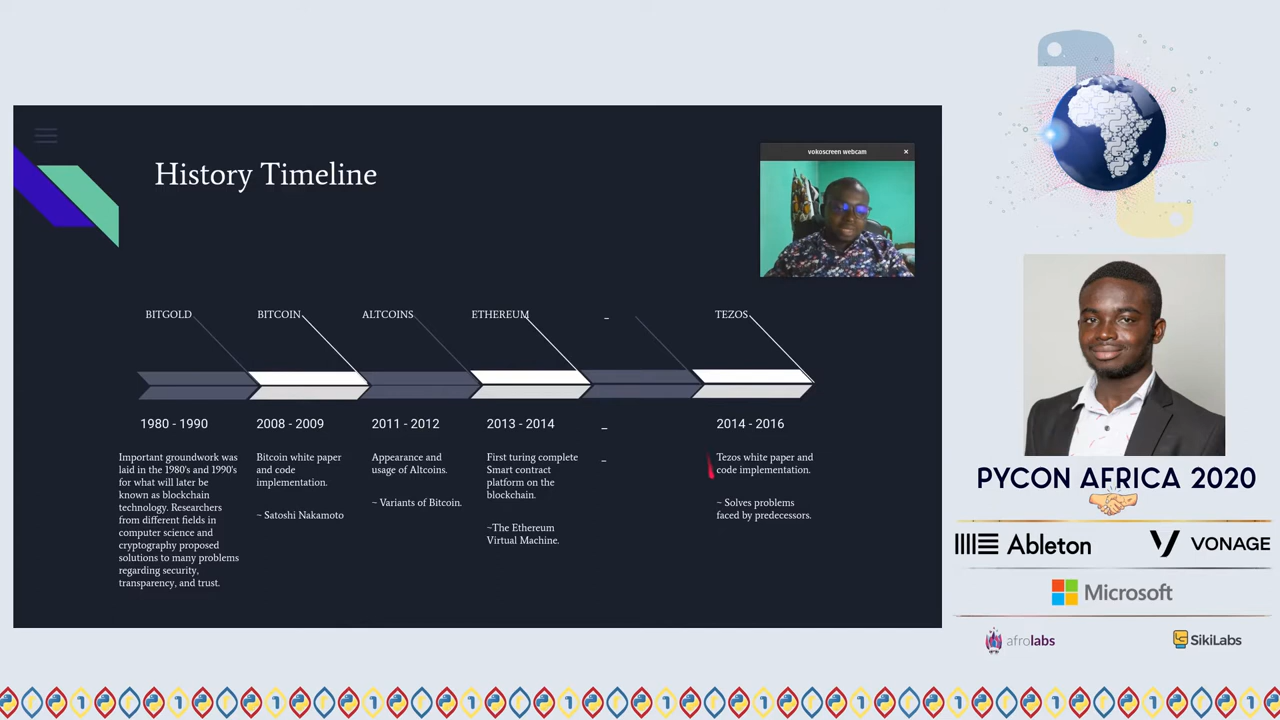 History Timeline
vokoscreen webcam
×
BITGOLD
BITCOIN
ALTCOINS
ETHEREUM
_
TEZOS
1980 - 1990
2008 - 2009
2011 - 2012
2013 - 2014
_
2014 - 2016
Important groundwork was
laid in the 1980's and 1990's
for what will later be
known as blockchain
technology. Researchers
from different fields in
computer science and
cryptography proposed
solutions to many problems
regarding security,
transparency, and trust.
Bitcoin white paper
and code
implementation.
~ Satoshi Nakamoto
Appearance and
usage of Altcoins.
~ Variants of Bitcoin.
First turing complete
Smart contract
platform on the
blockchain.
~The Ethereum
Virtual Machine.
_
Tezos white paper and
code implementation.
~ Solves problems
faced by predecessors.
PYCON AFRICA 2020
Ableton
VONAGE
Microsoft
afrolabs
SikiLabs